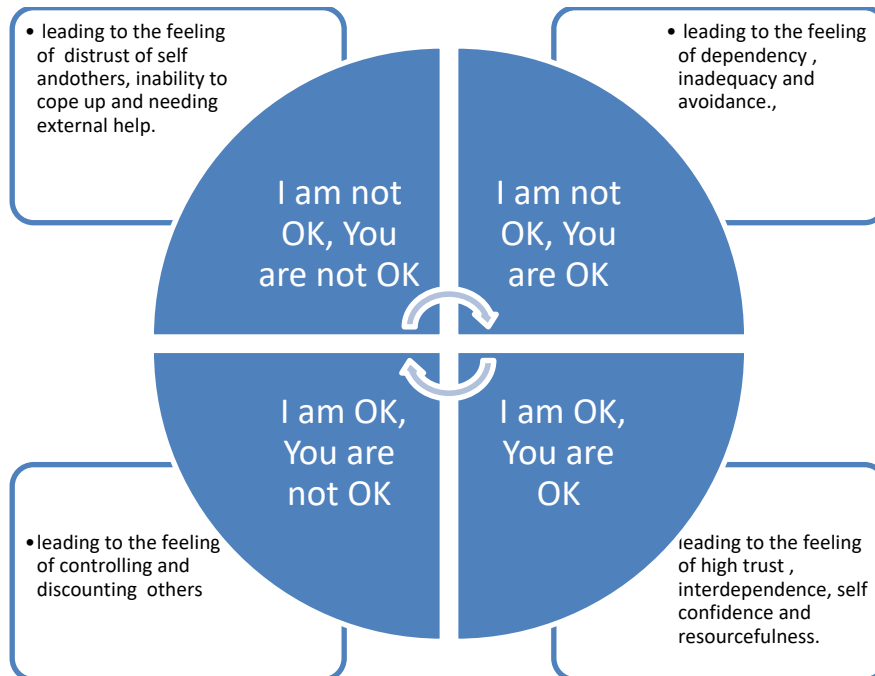 • leading to the feeling
of distrust of self
andothers, inability to
cope up and needing
external help.
• leading to the feeling
of dependency ,
inadequacy and
avoidance.,
I am not
OK, You
are not OK
I am not
OK, You
are OK
I am OK,
You are
not OK
I am OK,
You are
OK
•leading to the feeling
of controlling and
discounting others
leading to the feeling
of high trust ,
interdependence, self
confidence and
resourcefulness.